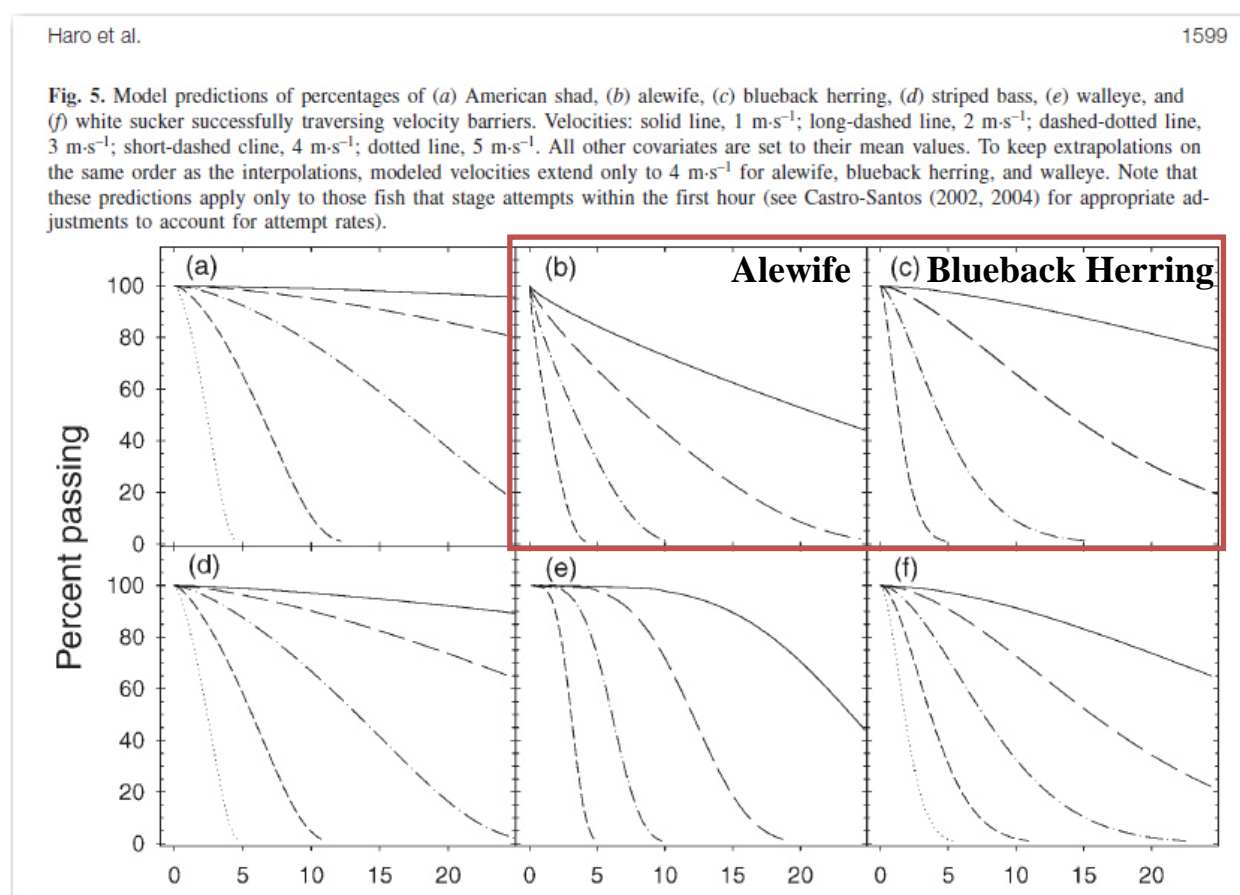 Haro et al.
1599
Fig. 5. Model predictions of percentages of (a) American shad, (b) alewife, (c) blueback herring, (d) striped bass, (e) walleye, and
(f) white sucker successfully traversing velocity barriers. Velocities: solid line, 1 m·s⁻¹; long-dashed line, 2 m·s⁻¹; dashed-dotted line,
3 m·s⁻¹; short-dashed cline, 4 m·s⁻¹; dotted line, 5 m·s⁻¹. All other covariates are set to their mean values. To keep extrapolations on
the same order as the interpolations, modeled velocities extend only to 4 m·s⁻¹ for alewife, blueback herring, and walleye. Note that
these predictions apply only to those fish that stage attempts within the first hour (see Castro-Santos (2002, 2004) for appropriate ad-
justments to account for attempt rates).
(a)
(b) Alewife
(c) Blueback Herring
100
80
60
40
20
0
Percent passing
(d)
(e)
(f)
100
80
60
40
20
0
0 5 10 15 20
0 5 10 15 20
0 5 10 15 20